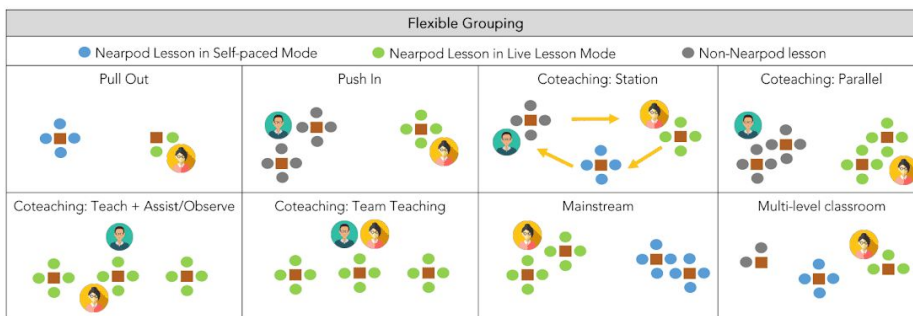 Flexible Grouping
Nearpod Lesson in Self-paced Mode
Nearpod Lesson in Live Lesson Mode
Non-Nearpod lesson
Pull Out
Push In
Coteaching: Station
Coteaching: Parallel
Coteaching: Teach + Assist/Observe
Coteaching: Team Teaching
Mainstream
Multi-level classroom